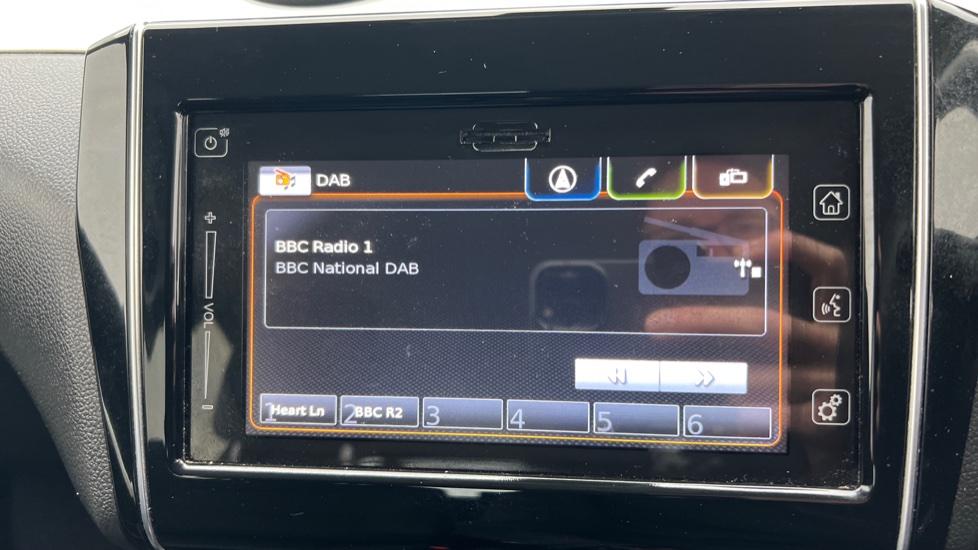 DAB
BBC Radio 1
BBC National DAB
VOL
1 Heart Ln 2 BBC R2 3 4 5 6